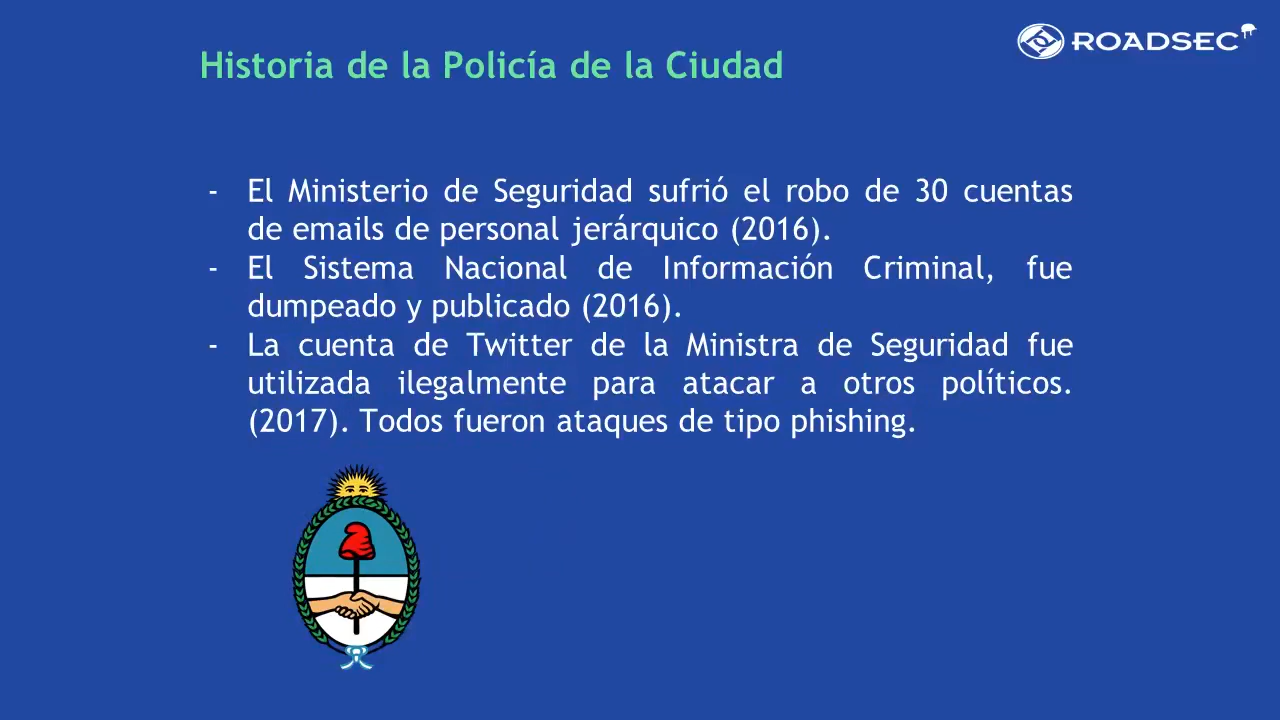 ROADSEC
Historia de la Policía de la Ciudad
- El Ministerio de Seguridad sufrió el robo de 30 cuentas
de emails de personal jerárquico (2016).
- El Sistema Nacional de Información Criminal, fue
dumpeado y publicado (2016).
- La cuenta de Twitter de la Ministra de Seguridad fue
utilizada ilegalmente para atacar a otros políticos.
(2017). Todos fueron ataques de tipo phishing.